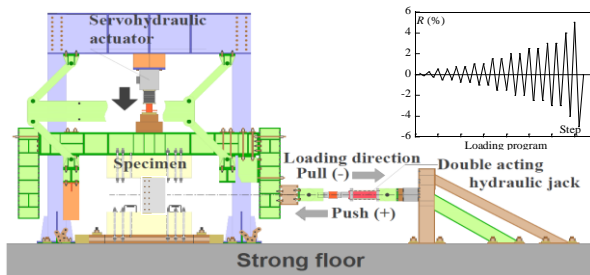 Servohydraulic
actuator
Specimen
Loading direction
Pull (-)
Push (+)
Double acting
hydraulic jack
Strong floor
R (%)
6
4
2
0
-2
-4
-6
Step
Loading program